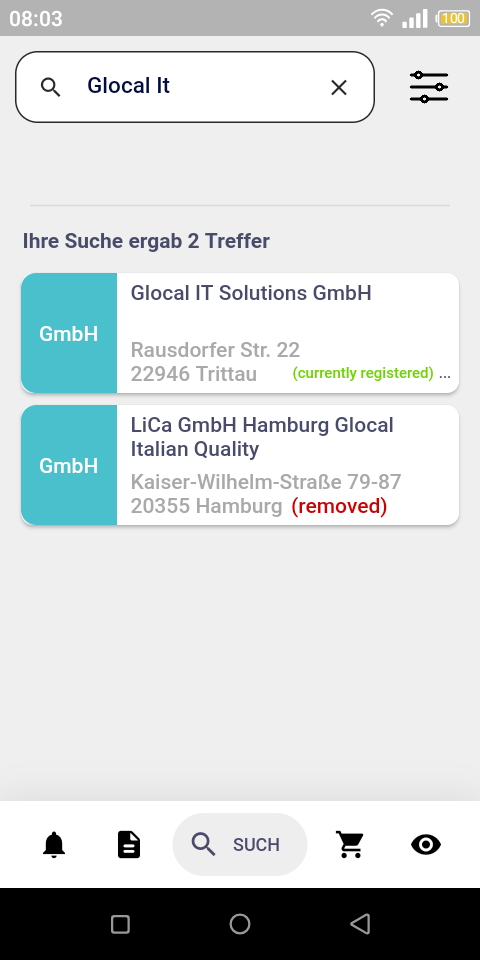 08:03
100
Glocal It
Ihre Suche ergab 2 Treffer
GmbH
Glocal IT Solutions GmbH
Rausdorfer Str. 22
22946 Trittau
(currently registered) ...
GmbH
LiCa GmbH Hamburg Glocal
Italian Quality
Kaiser-Wilhelm-Straße 79-87
20355 Hamburg (removed)
SUCH